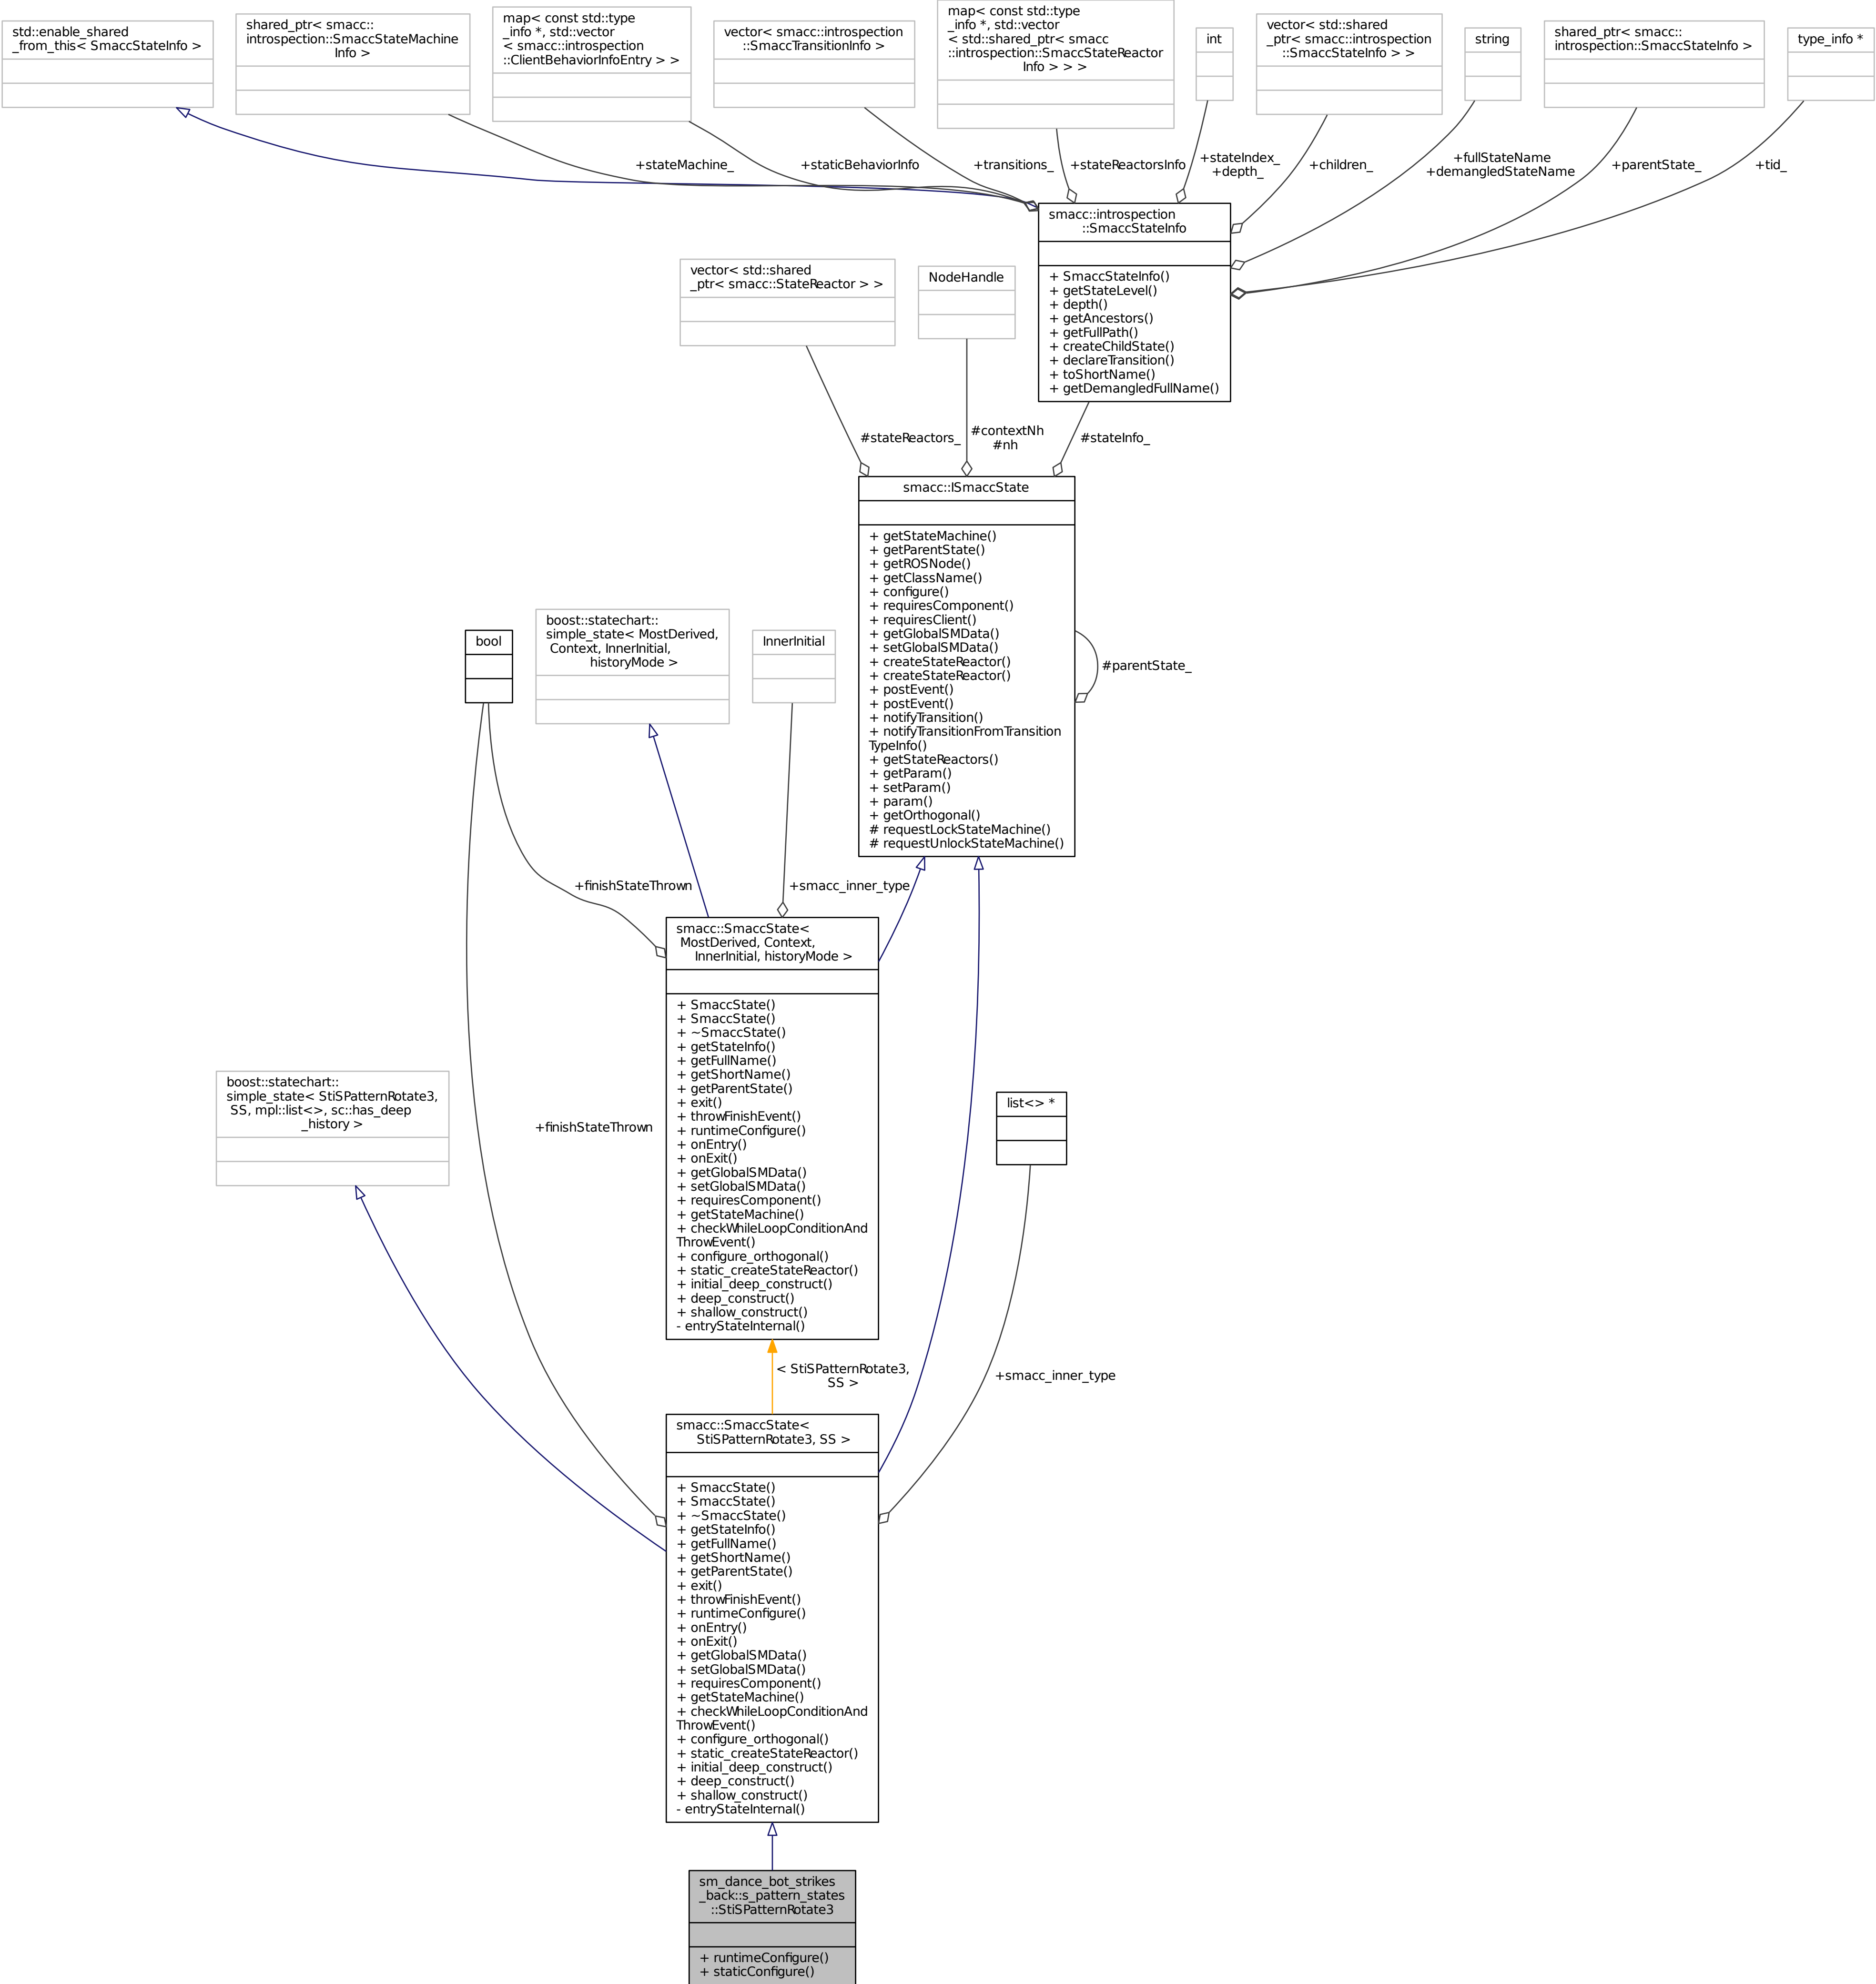 std::enable_shared
_from_this< SmaccStateInfo >
shared_ptr< smacc::
introspection::SmaccStateMachine
Info >
map< const std::type
_info *, std::vector
< smacc::introspection
::ClientBehaviorInfoEntry > >
vector< smacc::introspection
::SmaccTransitionInfo >
map< const std::type
_info *, std::vector
< std::shared_ptr< smacc
::introspection::SmaccStateReactor
Info > > >
int
vector< std::shared
_ptr< smacc::introspection
::SmaccStateInfo > >
string
shared_ptr< smacc::
introspection::SmaccStateInfo >
type_info *
+stateMachine_
+staticBehaviorInfo
+transitions_
+stateReactorsInfo
+stateIndex_
+depth_
+children_
+fullStateName
+demangledStateName
+parentState_
+tid_
smacc::introspection
::SmaccStateInfo
+ SmaccStateInfo()
+ getStateLevel()
+ depth()
+ getAncestors()
+ getFullPath()
+ createChildState()
+ declareTransition()
+ toShortName()
+ getDemangledFullName()
vector< std::shared
_ptr< smacc::StateReactor > >
NodeHandle
#stateReactors_
#contextNh
#nh
#stateInfo_
smacc::ISmaccState
+ getStateMachine()
+ getParentState()
+ getROSNode()
+ getClassName()
+ configure()
+ requiresComponent()
+ requiresClient()
+ getGlobalSMData()
+ setGlobalSMData()
+ createStateReactor()
+ createStateReactor()
+ postEvent()
+ postEvent()
+ notifyTransition()
+ notifyTransitionFromTransition
TypeInfo()
+ getStateReactors()
+ getParam()
+ setParam()
+ param()
+ getOrthogonal()
# requestLockStateMachine()
# requestUnlockStateMachine()
#parentState_
bool
boost::statechart::
simple_state< MostDerived,
Context, InnerInitial,
historyMode >
InnerInitial
+finishStateThrown
+smacc_inner_type
smacc::SmaccState<
MostDerived, Context,
InnerInitial, historyMode >
+ SmaccState()
+ SmaccState()
+ ~SmaccState()
+ getStateInfo()
+ getFullName()
+ getShortName()
+ getParentState()
+ exit()
+ throwFinishEvent()
+ runtimeConfigure()
+ onEntry()
+ onExit()
+ getGlobalSMData()
+ setGlobalSMData()
+ requiresComponent()
+ getStateMachine()
+ checkWhileLoopConditionAnd
ThrowEvent()
+ configure_orthogonal()
+ static_createStateReactor()
+ initial_deep_construct()
+ deep_construct()
+ shallow_construct()
- entryStateInternal()
boost::statechart::
simple_state< StiSPatternRotate3,
SS, mpl::list<>, sc::has_deep
_history >
+finishStateThrown
list<> *
< StiSPatternRotate3,
SS >
+smacc_inner_type
smacc::SmaccState<
StiSPatternRotate3, SS >
+ SmaccState()
+ SmaccState()
+ ~SmaccState()
+ getStateInfo()
+ getFullName()
+ getShortName()
+ getParentState()
+ exit()
+ throwFinishEvent()
+ runtimeConfigure()
+ onEntry()
+ onExit()
+ getGlobalSMData()
+ setGlobalSMData()
+ requiresComponent()
+ getStateMachine()
+ checkWhileLoopConditionAnd
ThrowEvent()
+ configure_orthogonal()
+ static_createStateReactor()
+ initial_deep_construct()
+ deep_construct()
+ shallow_construct()
- entryStateInternal()
sm_dance_bot_strikes
_back::s_pattern_states
::StiSPatternRotate3
+ runtimeConfigure()
+ staticConfigure()